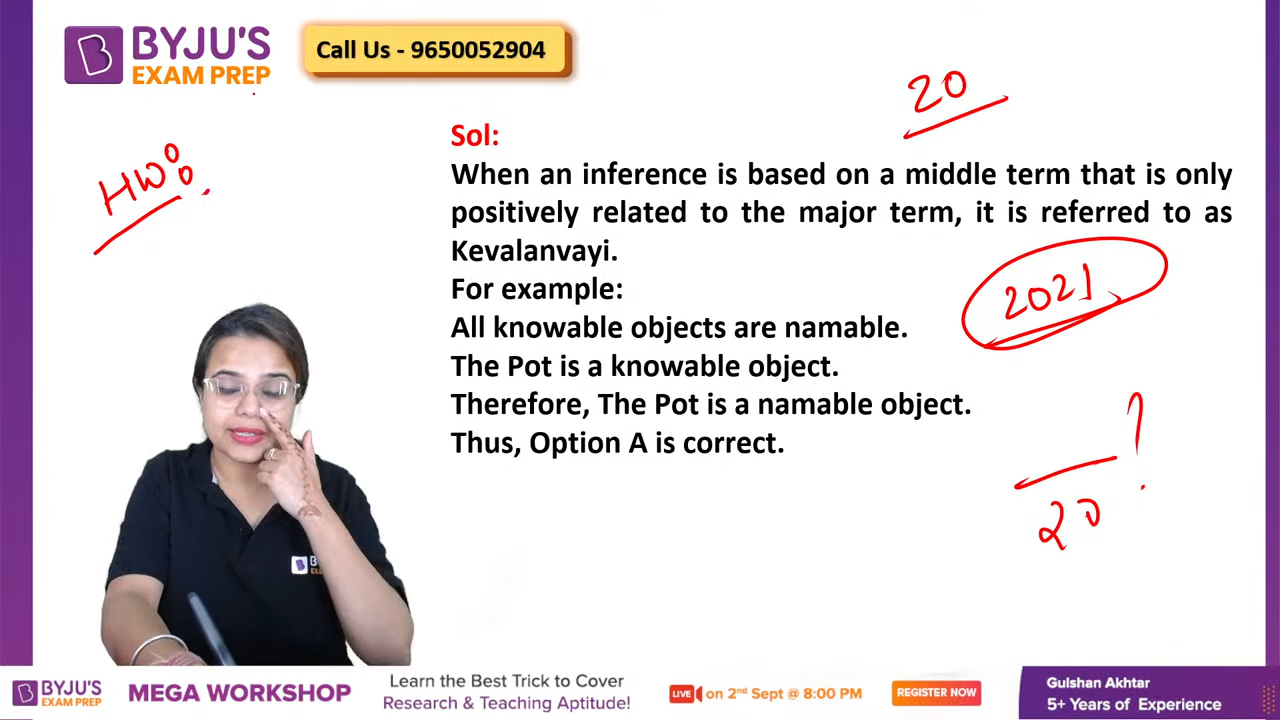 BYJU'S
EXAM PREP
Call Us - 9650052904
20
HW:
Sol:
When an inference is based on a middle term that is only
positively related to the major term, it is referred to as
Kevalanvayi.
For example:
2021
All knowable objects are namable.
The Pot is a knowable object.
Therefore, The Pot is a namable object.
Thus, Option A is correct.
?
20
BYJU'S
EXAM PREP
MEGA WORKSHOP
Learn the Best Trick to Cover
Research & Teaching Aptitude!
LIVE on 2nd Sept @ 8:00 PM
REGISTER NOW
Gulshan Akhtar
5+ Years of Experience